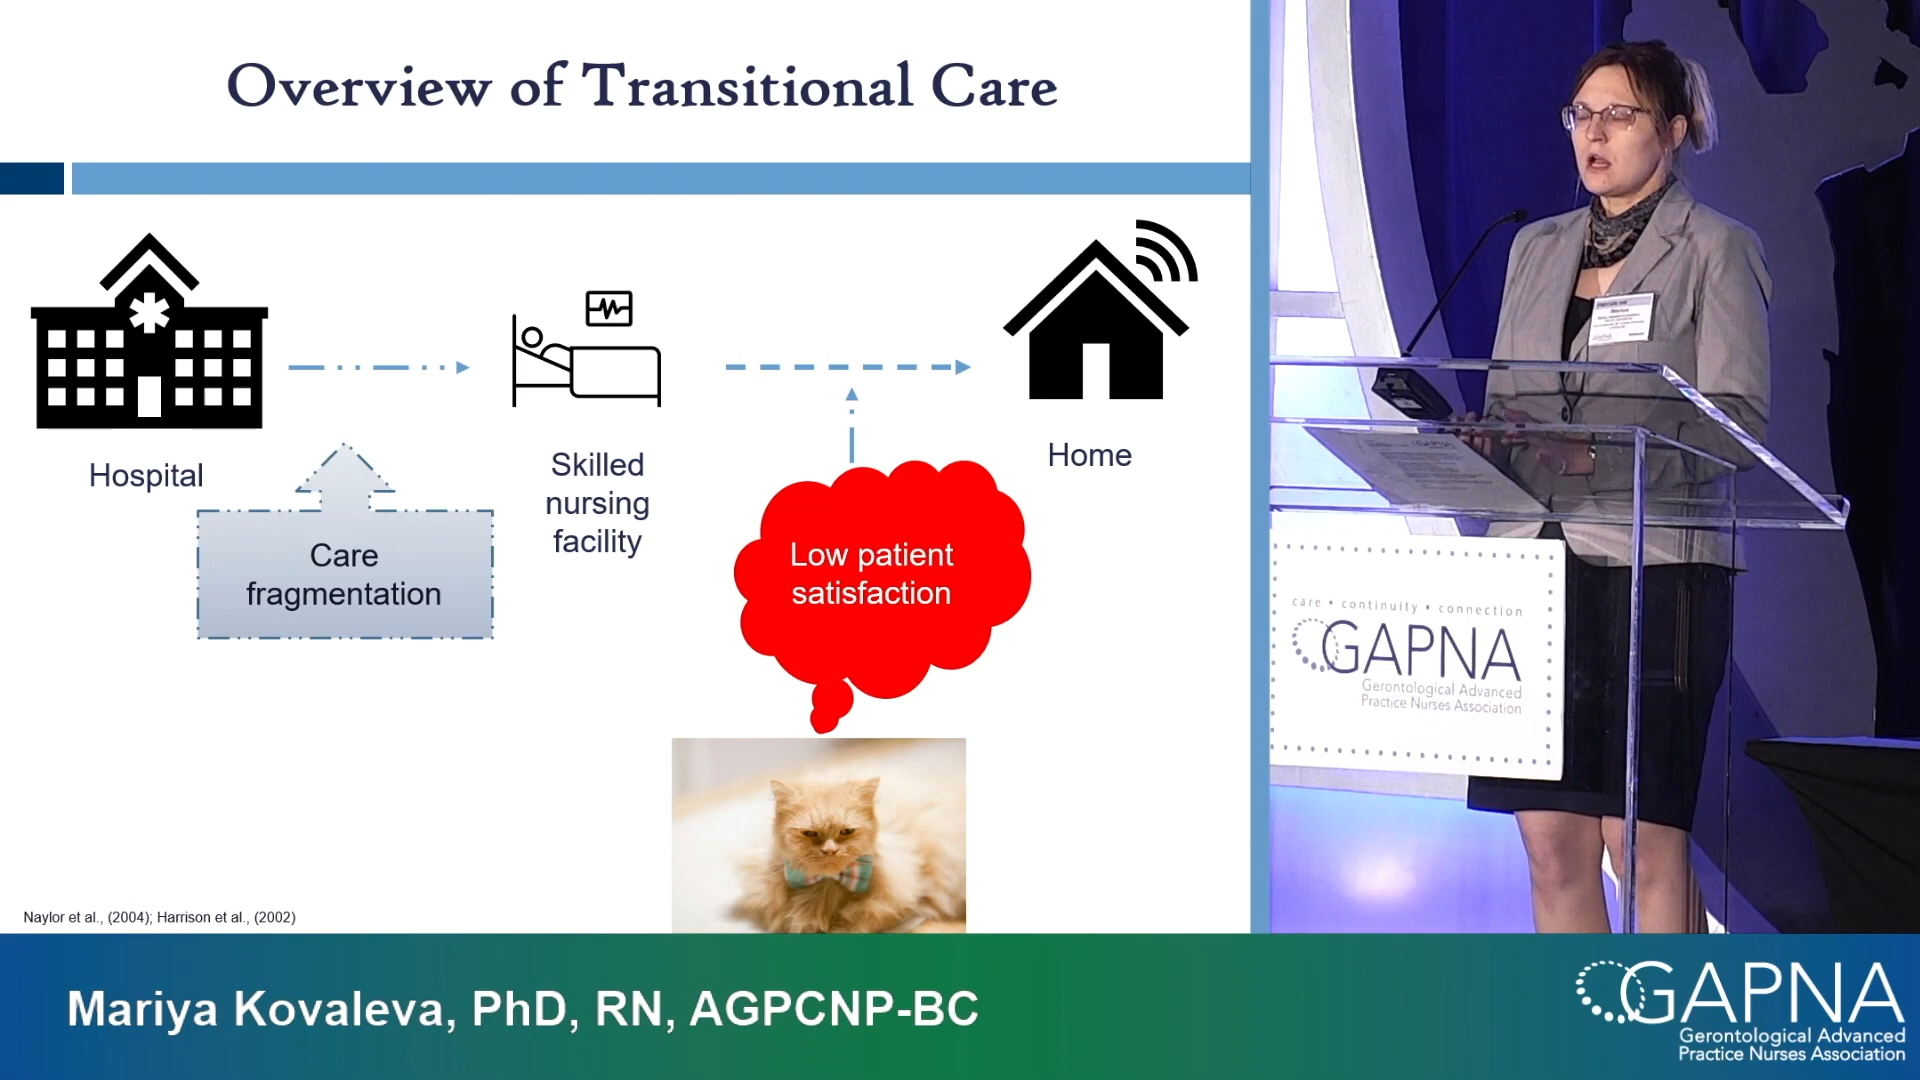 Overview of Transitional Care
Hospital
Skilled
nursing
facility
Home
Care
fragmentation
Low patient
satisfaction
Naylor et al., (2004); Harrison et al., (2002)
care • continuity • connection
GAPNA
Gerontological Advanced
Practice Nurses Association
Mariya Kovaleva, PhD, RN, AGPCNP-BC
GAPNA
Gerontological Advanced
Practice Nurses Association